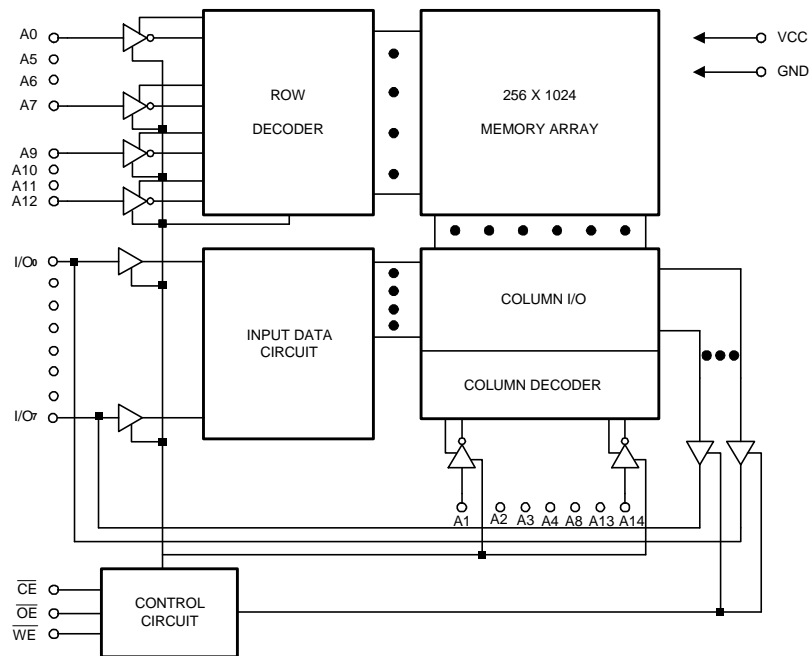 A0
A5
A6
A7
A9
A10
A11
A12
ROW
DECODER
256 X 1024
MEMORY ARRAY
VCC
GND
I/O0
I/O7
INPUT DATA
CIRCUIT
COLUMN I/O
COLUMN DECODER
A1
A2
A3
A4
A8
A13
A14
CE
OE
WE
CONTROL
CIRCUIT